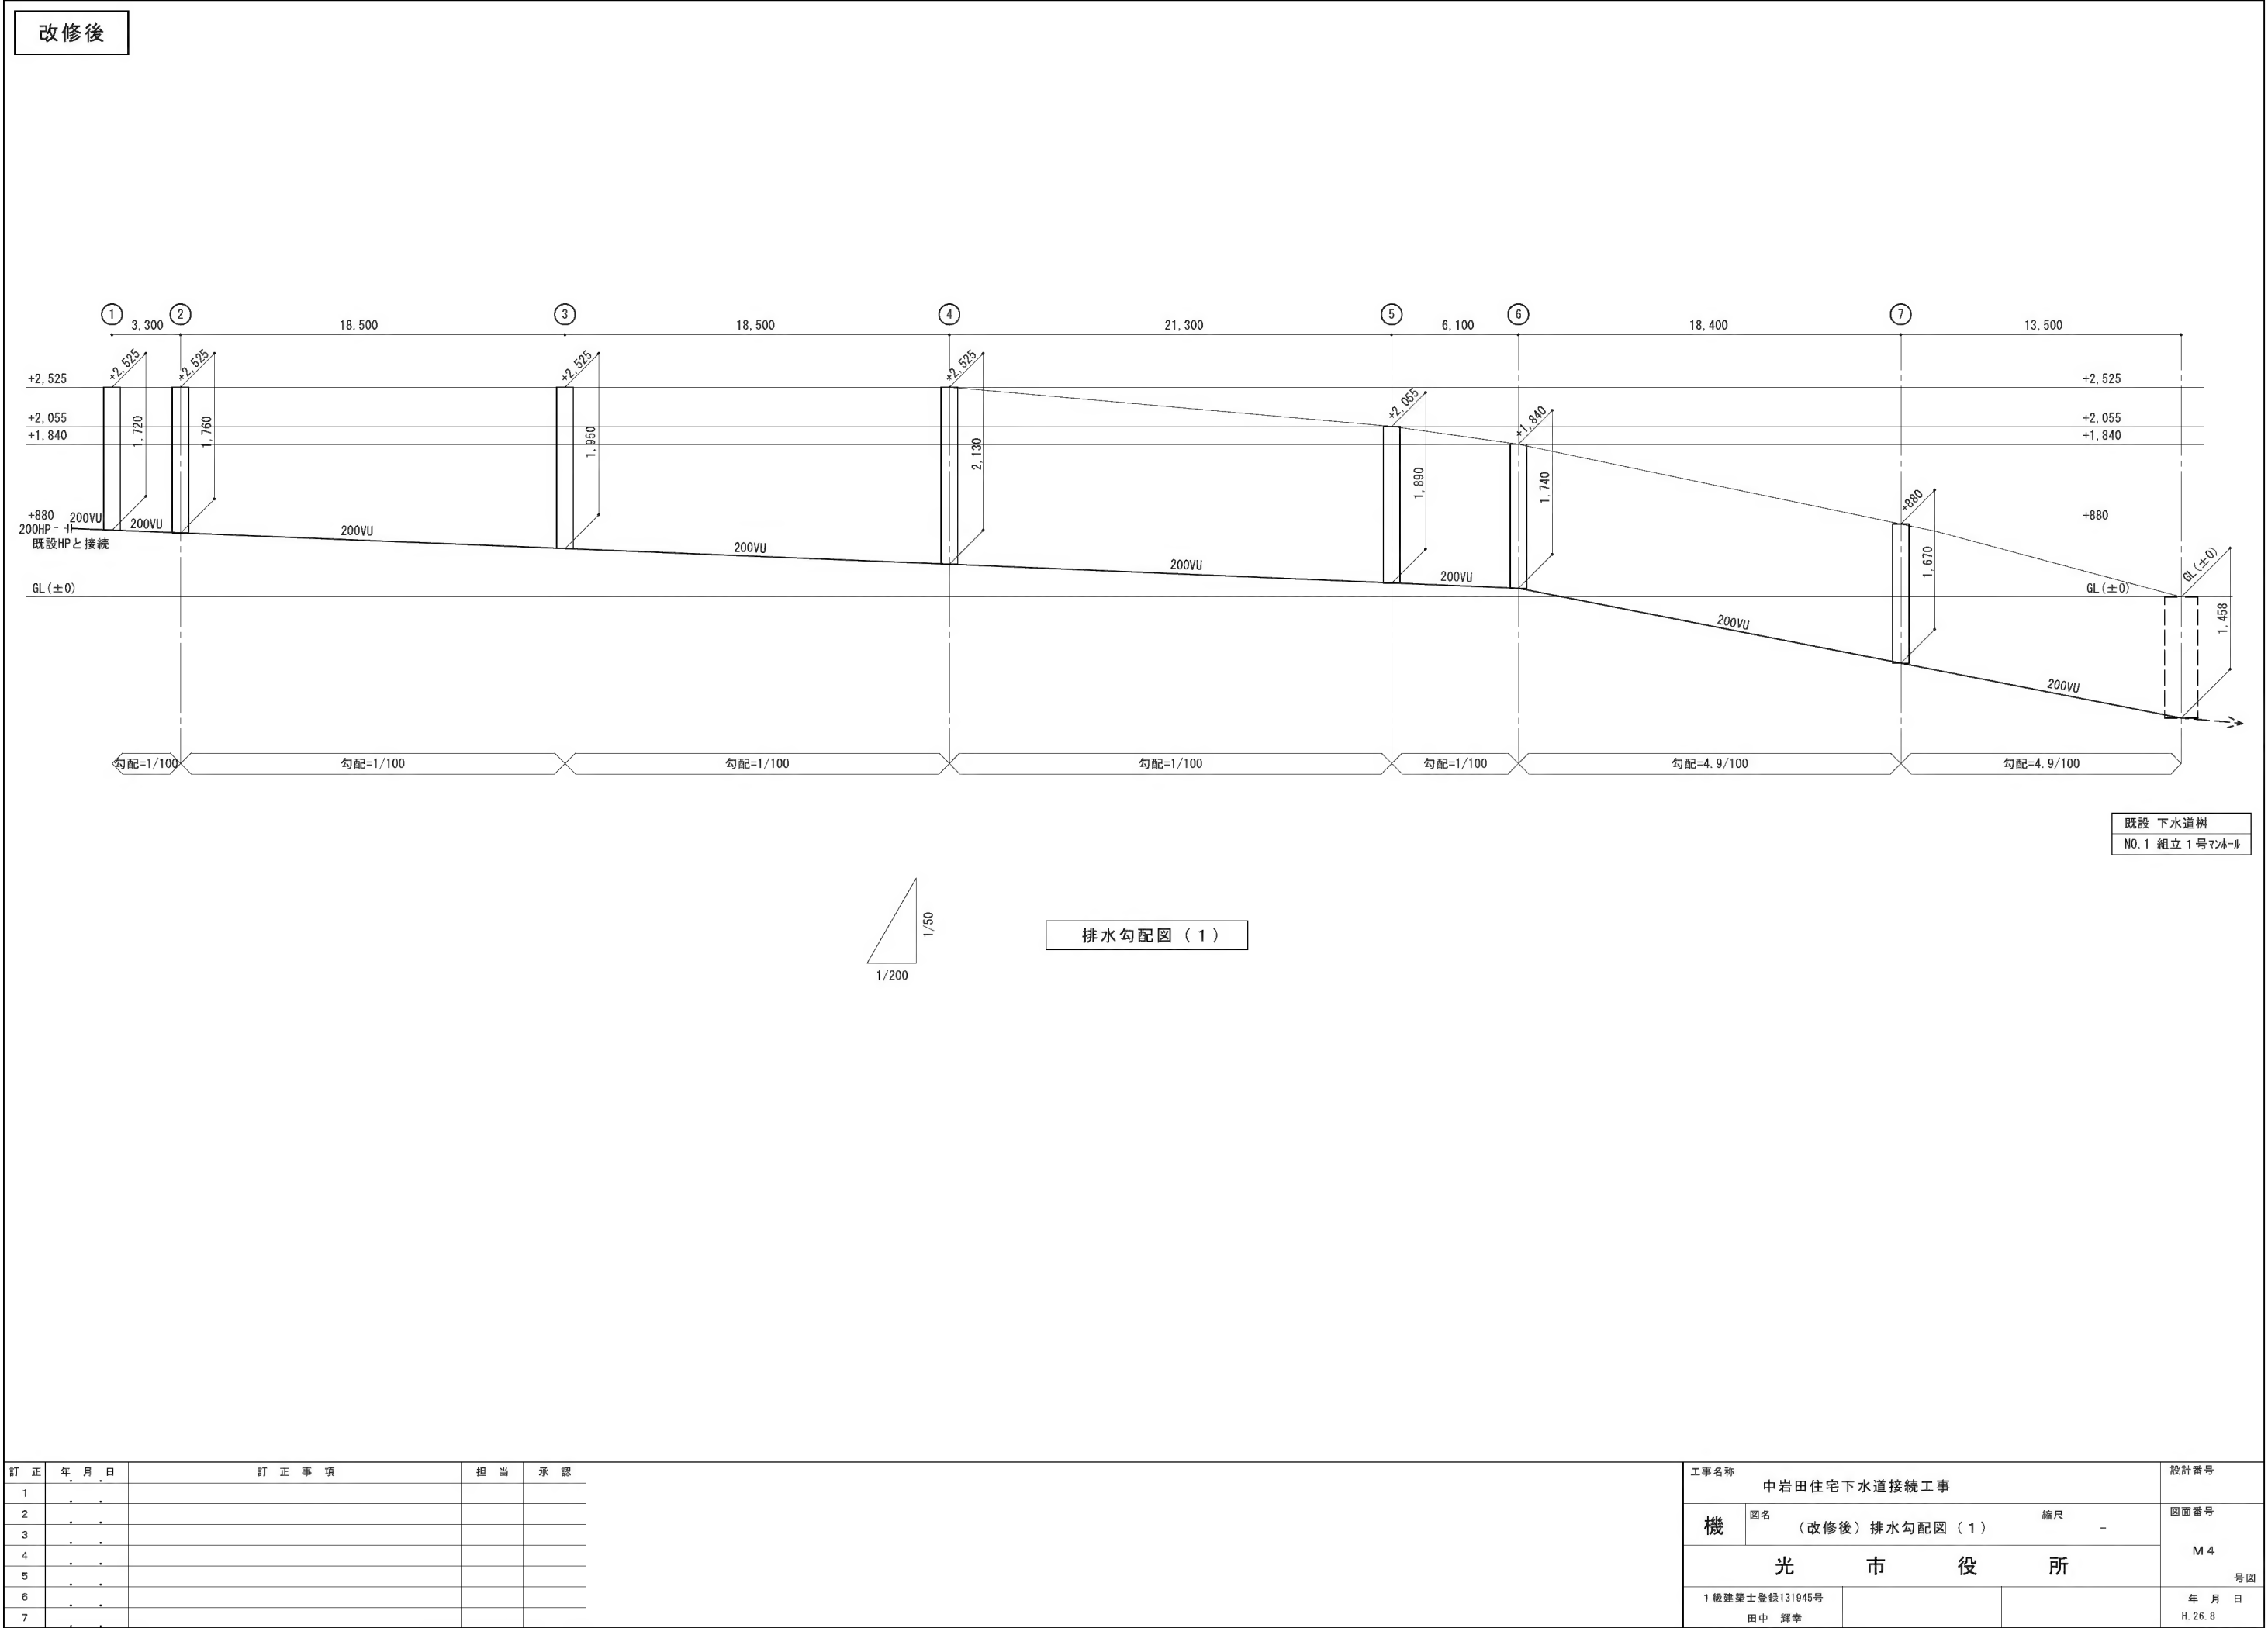 改修後
① ② ③ ④ ⑤ ⑥ ⑦
3,300 18,500 18,500 21,300 6,100 18,400 13,500
+2,525 +2,525 +2,525 +2,525
+2,525 +2,525
+2,055 +2,055 +2,055
+1,840 +1,840 +1,840
1,720 1,760 1,950 2,130 1,890 1,740
+880 +880 +880
200HP 200VU 200VU 200VU 200VU 200VU 200VU 200VU 200VU
既設HPと接続
1,670
GL(±0) GL(±0) GL(±0)
1,458
勾配=1/100 勾配=1/100 勾配=1/100 勾配=1/100 勾配=1/100 勾配=4.9/100 勾配=4.9/100
既設 下水道桝
NO.1 組立1号マンホール
1/50
1/200
排水勾配図(1)
訂 正 年 月 日 訂 正 事 項 担 当 承 認
1 . .
2 . .
3 . .
4 . .
5 . .
6 . .
7 . .
工事名称
中岩田住宅下水道接続工事
設計番号
機 図名 (改修後)排水勾配図(1) 縮尺 -
図面番号
M4
号図
光 市 役 所
1級建築士登録131945号
田中 輝幸
年 月 日
H.26.8